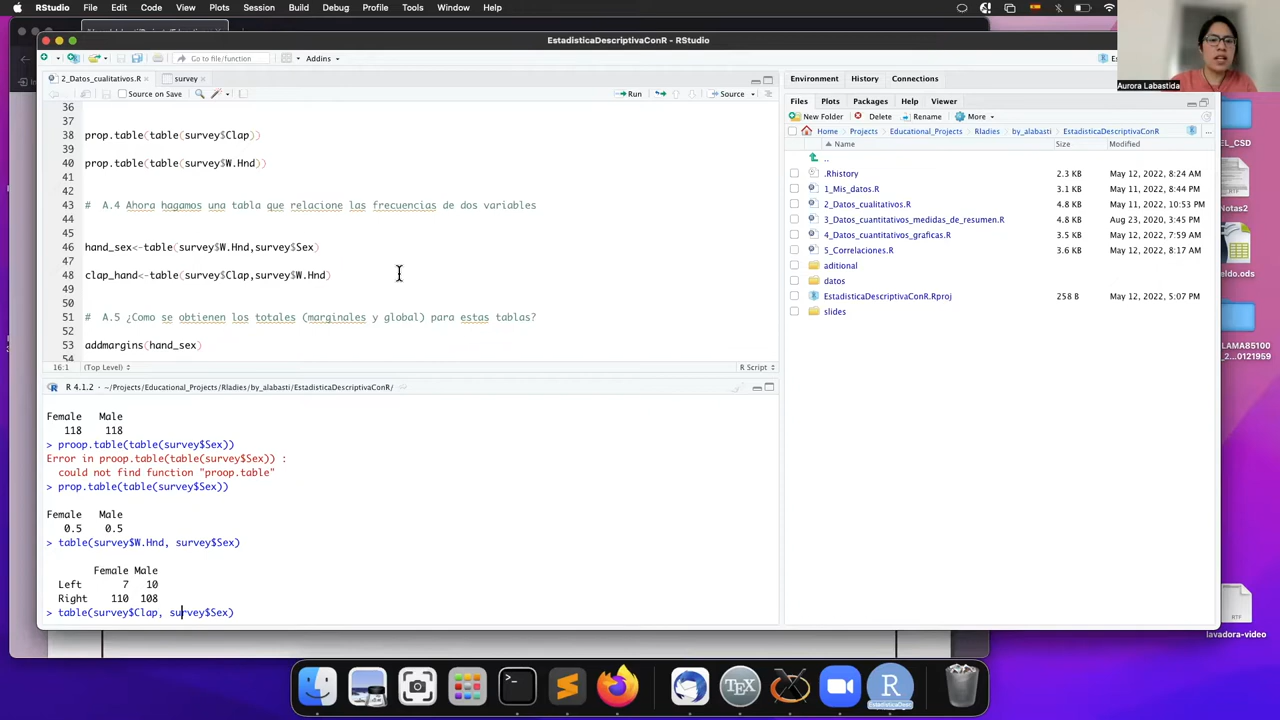 RStudio File Edit Code View Plots Session Build Debug Profile Tools Window Help
EstadisticaDescriptivaConR - RStudio
Go to file/function Addins
2_Datos_cualitativos.R survey
Source on Save Run Source
36
37
38 prop.table(table(survey$Clap))
39
40 prop.table(table(survey$W.Hnd))
41
42
43 # A.4 Ahora hagamos una tabla que relacione las frecuencias de dos variables
44
45
46 hand_sex<-table(survey$W.Hnd,survey$Sex)
47
48 clap_hand<-table(survey$Clap,survey$W.Hnd)
49
50
51 # A.5 ¿Como se obtienen los totales (marginales y global) para estas tablas?
52
53 addmargins(hand_sex)
54
16:1 (Top Level) R Script
R 4.1.2 · ~/Projects/Educational_Projects/Rladies/by_alabasti/EstadisticaDescriptivaConR/
Female Male
118 118
> proop.table(table(survey$Sex))
Error in proop.table(table(survey$Sex)) :
could not find function "proop.table"
> prop.table(table(survey$Sex))
Female Male
0.5 0.5
> table(survey$W.Hnd, survey$Sex)
Female Male
Left 7 10
Right 110 108
> table(survey$Clap, survey$Sex)
Environment History Connections
Files Plots Packages Help Viewer
New Folder Delete Rename More
Home Projects Educational_Projects Rladies by_alabasti EstadisticaDescriptivaConR
Name Size Modified
..
.Rhistory 2.3 KB May 12, 2022, 8:24 AM
1_Mis_datos.R 3.1 KB May 11, 2022, 8:44 PM
2_Datos_cualitativos.R 4.8 KB May 11, 2022, 10:53 PM
3_Datos_cuantitativos_medidas_de_resumen.R 4.8 KB Aug 23, 2020, 3:45 PM
4_Datos_cuantitativos_graficas.R 3.5 KB May 12, 2022, 7:59 AM
5_Correlaciones.R 3.6 KB May 12, 2022, 8:17 AM
aditional
datos
EstadisticaDescriptivaConR.Rproj 258 B May 12, 2022, 5:07 PM
slides
Aurora Labastida
EL_CSD
Notas2
eldo.ods
LAMA85100
_2...0121959
RTF
lavadora-video
TEX
R